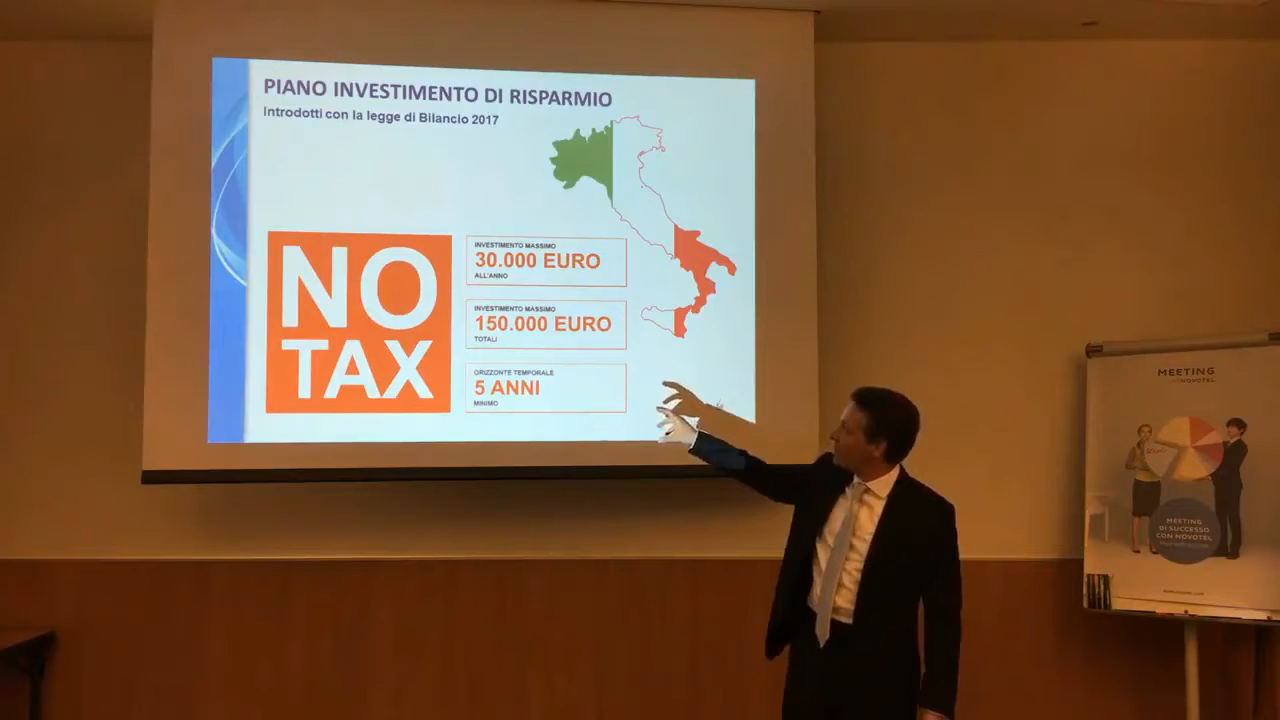 PIANO INVESTIMENTO DI RISPARMIO
Introdotti con la legge di Bilancio 2017
NO
TAX
INVESTIMENTO MASSIMO
30.000 EURO
ALL'ANNO
INVESTIMENTO MASSIMO
150.000 EURO
TOTALI
ORIZZONTE TEMPORALE
5 ANNI
MINIMO
MEETING
NOVOTEL
MEETING
DI SUCCESSO
CON NOVOTEL